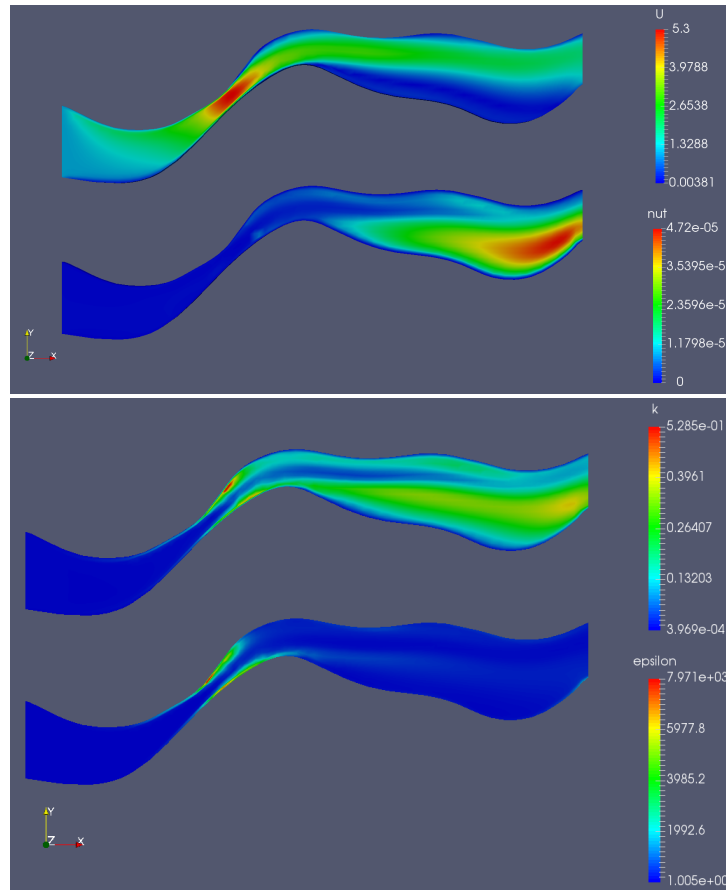 U
5.3
3.9788
2.6538
1.3288
0.00381
nut
4.72e-05
3.5395e-5
2.3596e-5
1.1798e-5
0
Y
Z
X
k
5.285e-01
0.3961
0.26407
0.13203
3.969e-04
epsilon
7.971e+03
5977.8
3985.2
1992.6
1.005e+00
Y
Z
X